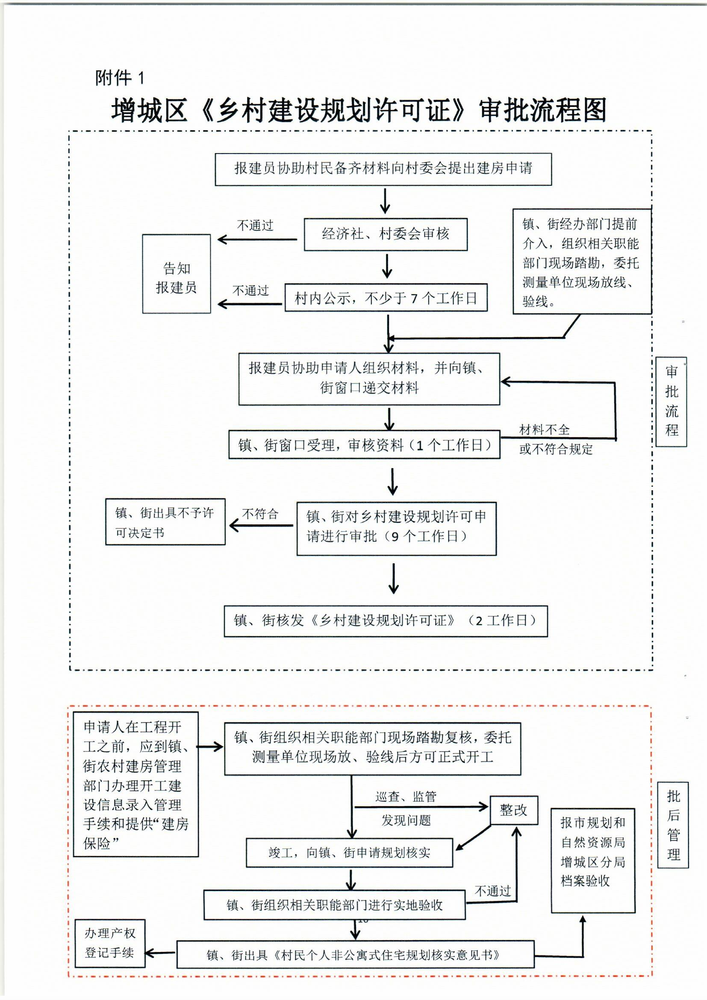 附件 1
增城区《乡村建设规划许可证》审批流程图
报建员协助村民备齐材料向村委会提出建房申请
不通过
经济社、村委会审核
镇、街经办部门提前
介入，组织相关职能
部门现场踏勘，委托
测量单位现场放线、
验线。
告知
报建员
不通过
村内公示，不少于 7 个工作日
报建员协助申请人组织材料，并向镇、
街窗口递交材料
审
批
流
程
镇、街窗口受理，审核资料（1 个工作日）
材料不全
或不符合规定
镇、街出具不予许
可决定书
不符合
镇、街对乡村建设规划许可申
请进行审批（9 个工作日）
镇、街核发《乡村建设规划许可证》（2 工作日）
申请人在工程开
工之前，应到镇、
街农村建房管理
部门办理开工建
设信息录入管理
手续和提供“建房
保险”
镇、街组织相关职能部门现场踏勘复核，委托
测量单位现场放、验线后方可正式开工
巡查、监管
发现问题
整改
报市规划和
自然资源局
增城区分局
档案验收
批
后
管
理
竣工，向镇、街申请规划核实
不通过
镇、街组织相关职能部门进行实地验收
办理产权
登记手续
镇、街出具《村民个人非公寓式住宅规划核实意见书》